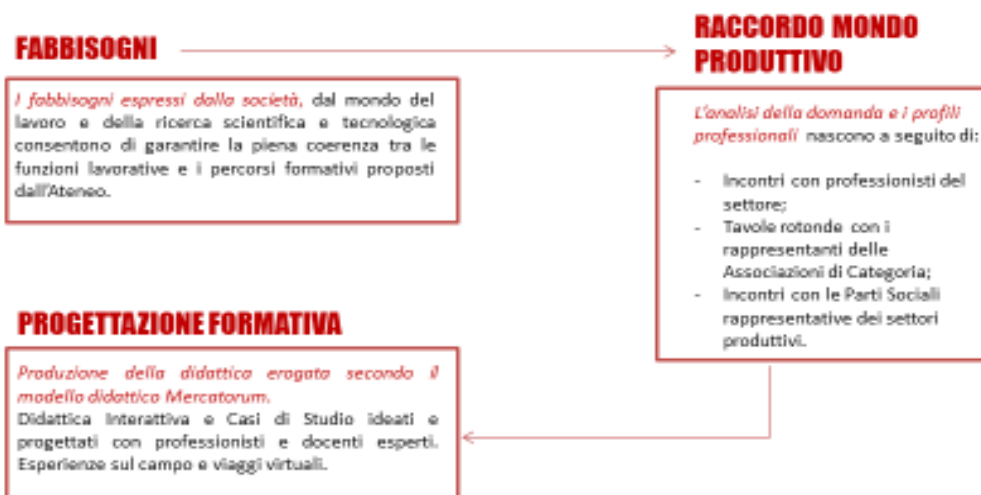 FABBISOGNI
I fabbisogni espressi dalla società, dal mondo del
lavoro e della ricerca scientifica e tecnologica
consentono di garantire la piena coerenza tra le
funzioni lavorative e i percorsi formativi proposti
dall'Ateneo.
RACCORDO MONDO
PRODUTTIVO
L'analisi della domanda e i profili
professionali nascono a seguito di:
- Incontri con professionisti del
settore;
- Tavole rotonde con i
rappresentanti delle
Associazioni di Categoria;
- Incontri con le Parti Sociali
rappresentative dei settori
produttivi.
PROGETTAZIONE FORMATIVA
Produzione della didattica erogata secondo il
modello didattico Mercatorum.
Didattica Interattiva e Casi di Studio ideati e
progettati con professionisti e docenti esperti.
Esperienze sul campo e viaggi virtuali.